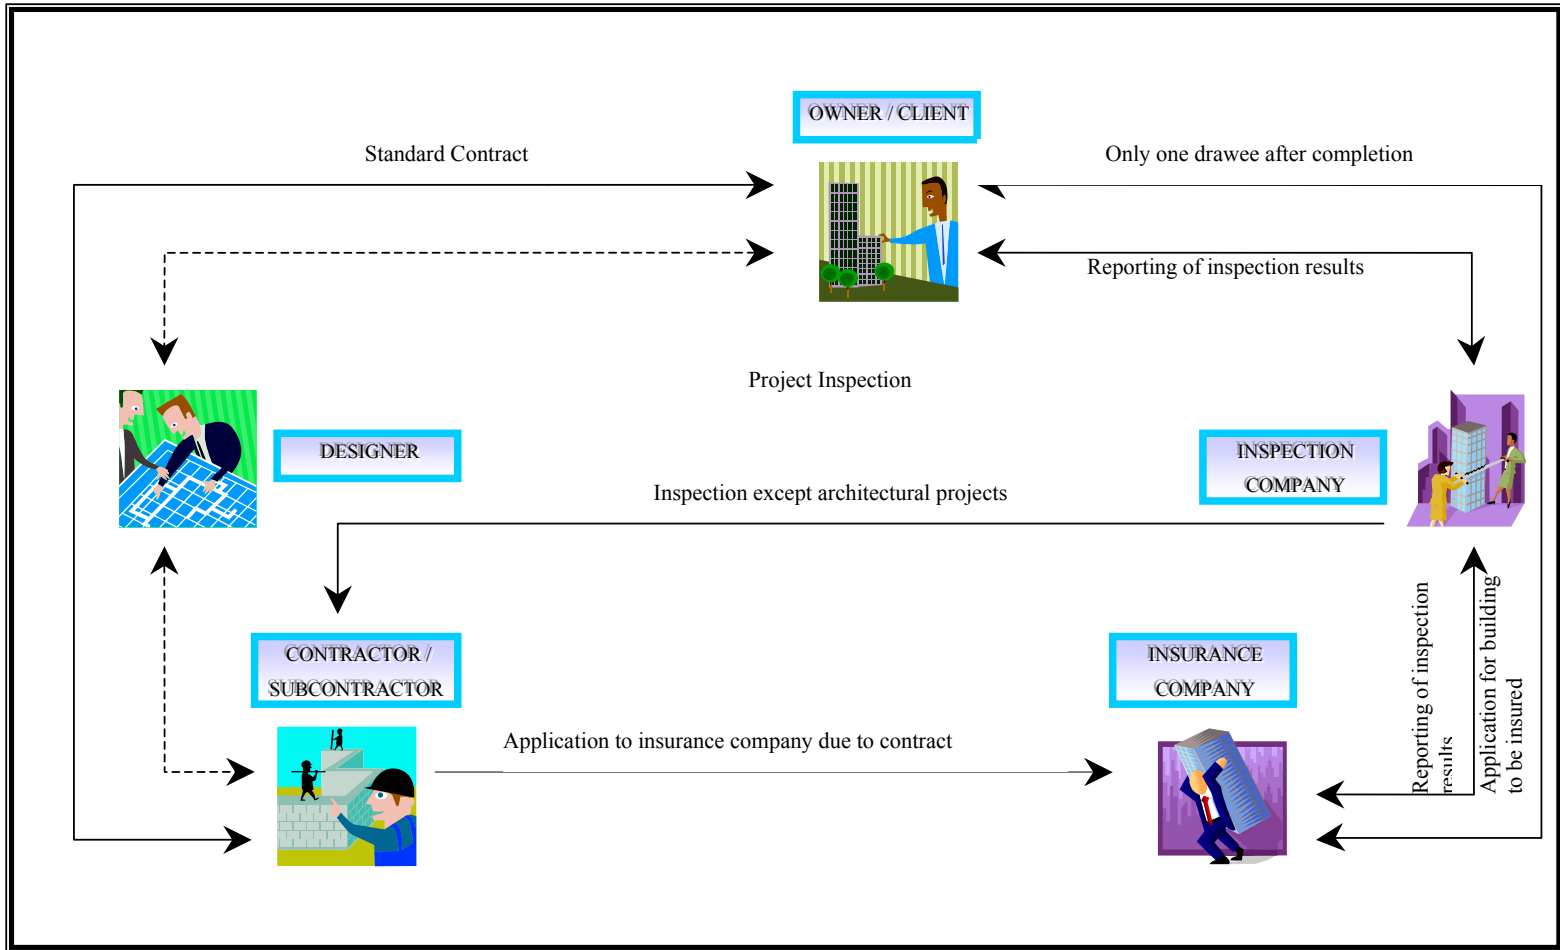 OWNER / CLIENT
Standard Contract
Only one drawee after completion
Reporting of inspection results
Project Inspection
DESIGNER
INSPECTION
COMPANY
Inspection except architectural projects
CONTRACTOR /
SUBCONTRACTOR
INSURANCE
COMPANY
Reporting of inspection
results
Application for building
to be insured
Application to insurance company due to contract